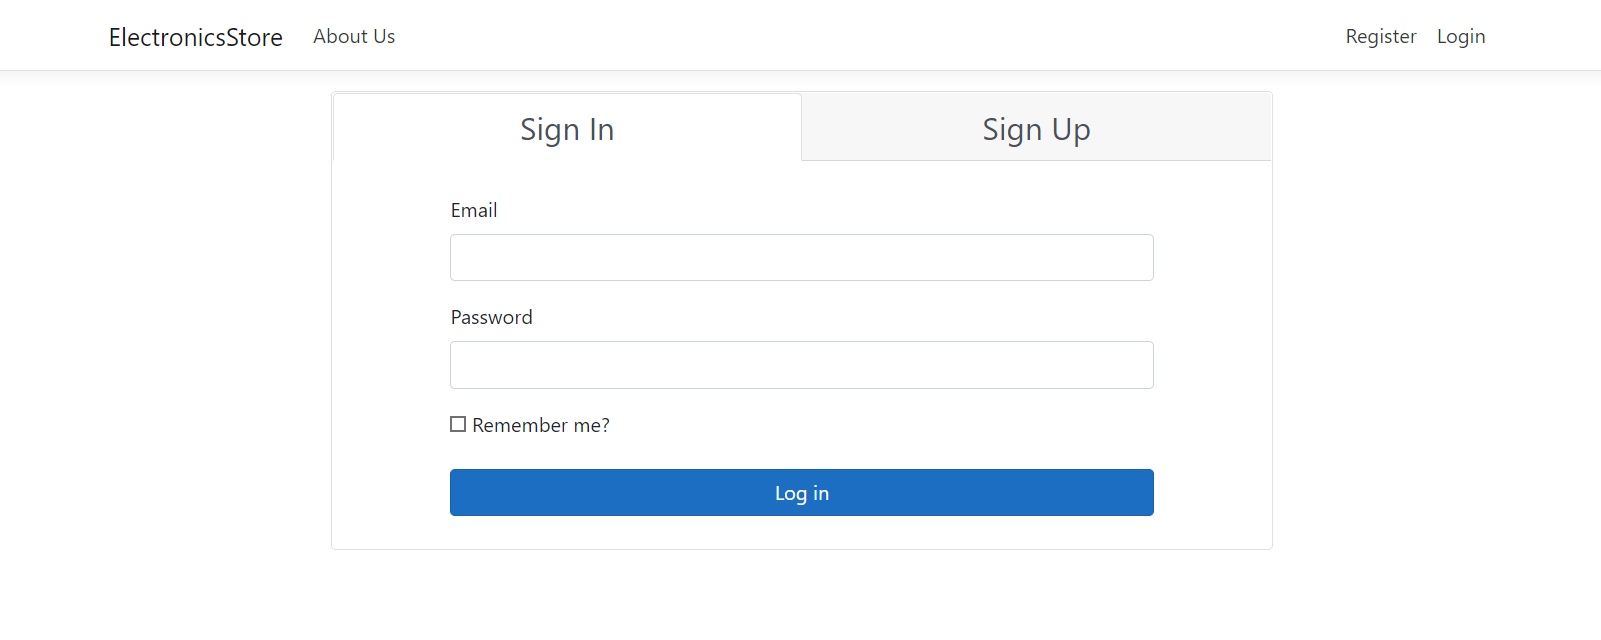 ElectronicsStore About Us Register Login
Sign In Sign Up
Email
Password
Remember me?
Log in